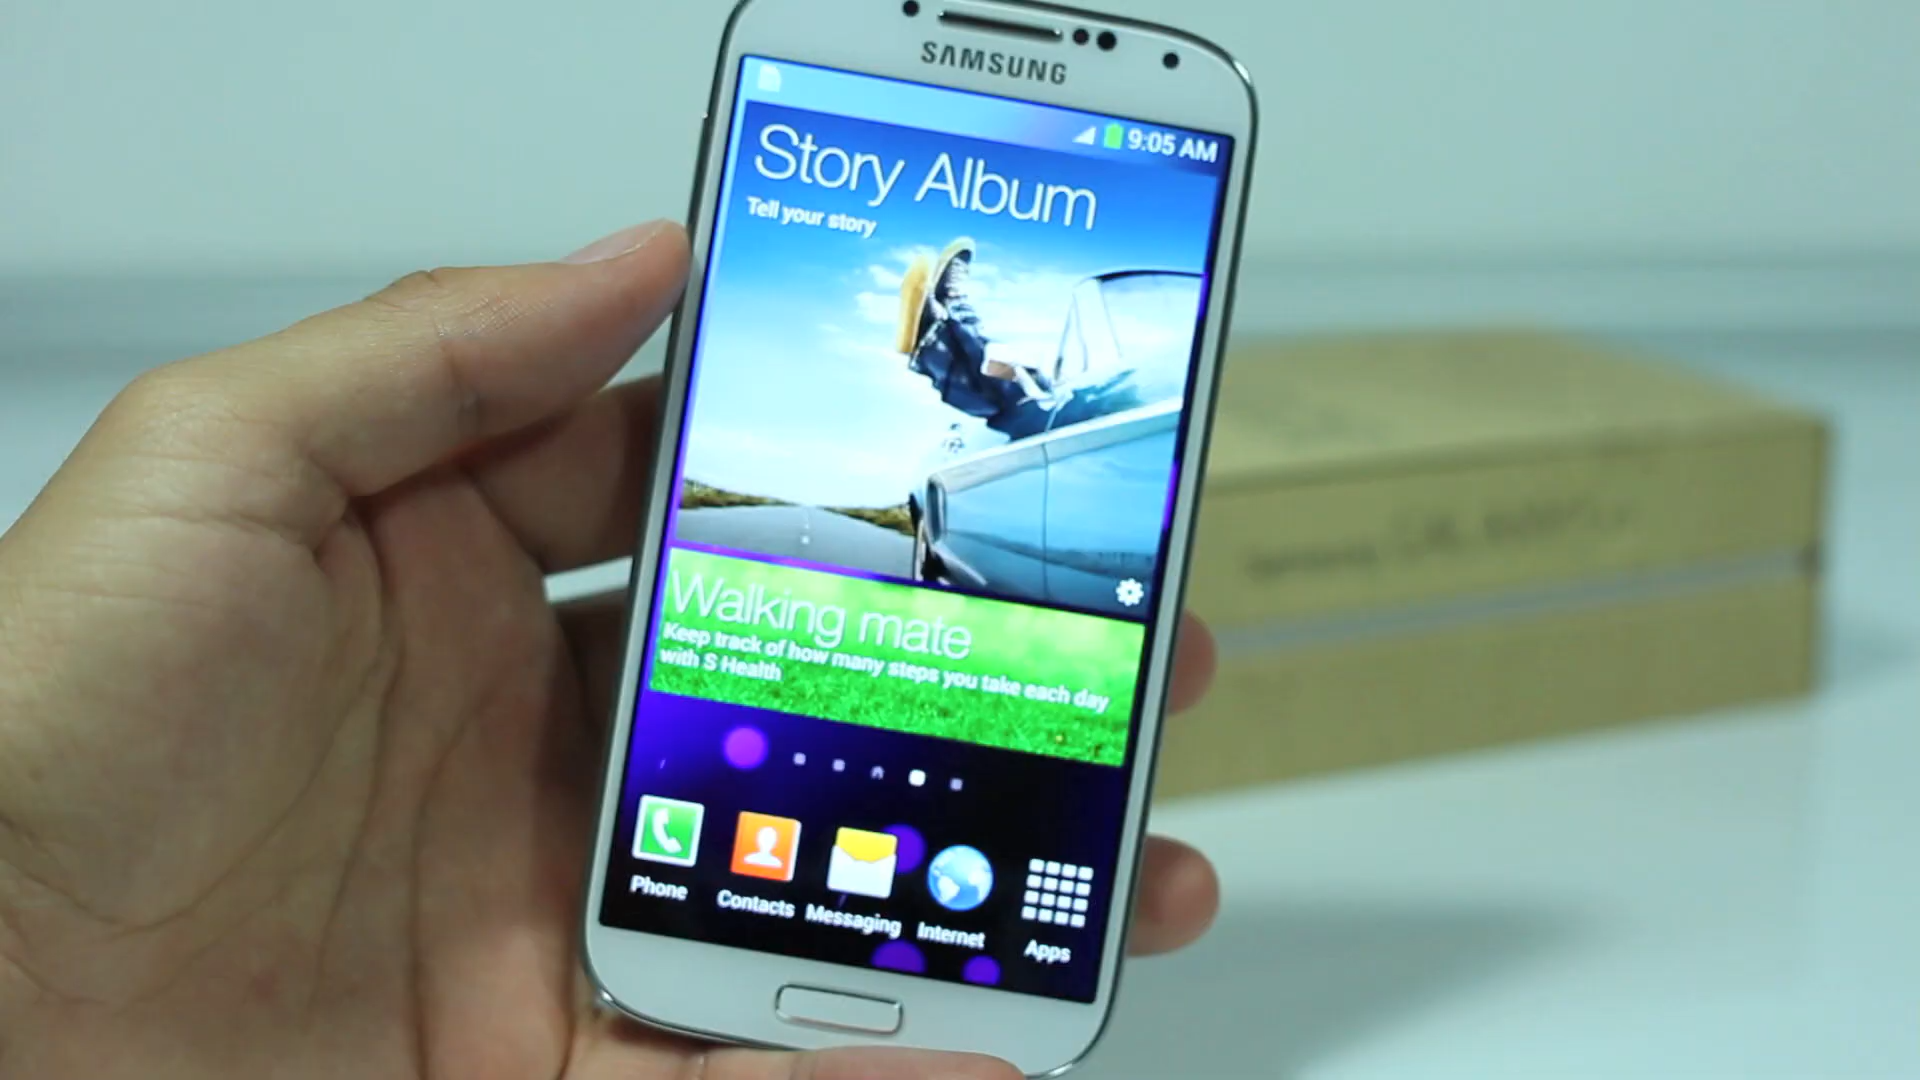 SAMSUNG
9:05 AM
Story Album
Tell your story
Walking mate
Keep track of how many steps you take each day
with S Health
Phone
Contacts
Messaging
Internet
Apps